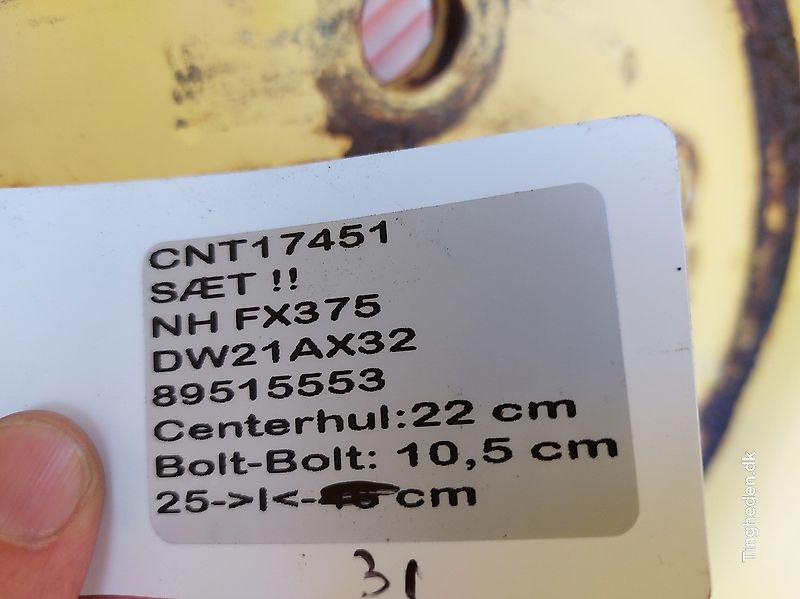 CNT17451
SÆT !!
NH FX375
DW21AX32
89515553
Centerhul:22 cm
Bolt-Bolt: 10,5 cm
25->|<- cm
31
Tingheden.dk